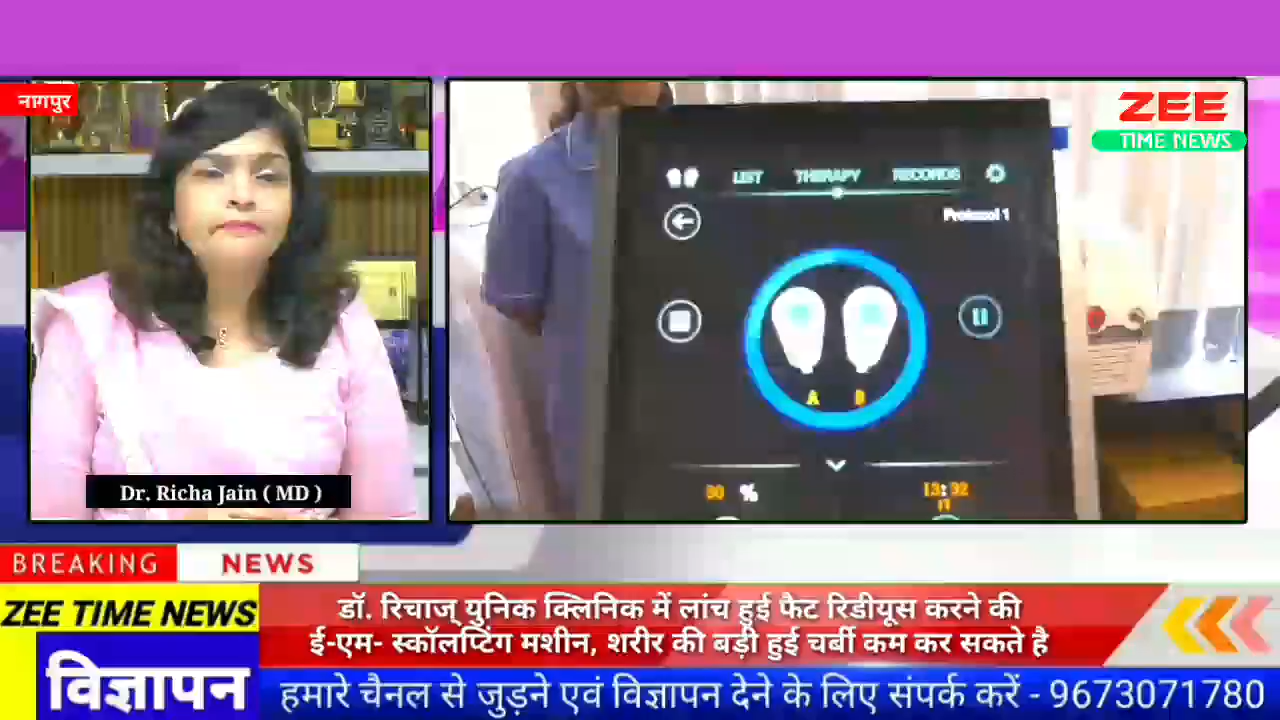 नागपुर
ZEE
TIME NEWS
LIST THERAPY RECORDS
Protocol 1
A B
%
Dr. Richa Jain ( MD )
BREAKING NEWS
ZEE TIME NEWS
डॉ. रिचाज् युनिक क्लिनिक में लांच हुई फैट रिडीयूस करने की
ई-एम- स्कॉलप्टिंग मशीन, शरीर की बड़ी हुई चर्बी कम कर सकते है
विज्ञापन
हमारे चैनल से जुड़ने एवं विज्ञापन देने के लिए संपर्क करें - 9673071780